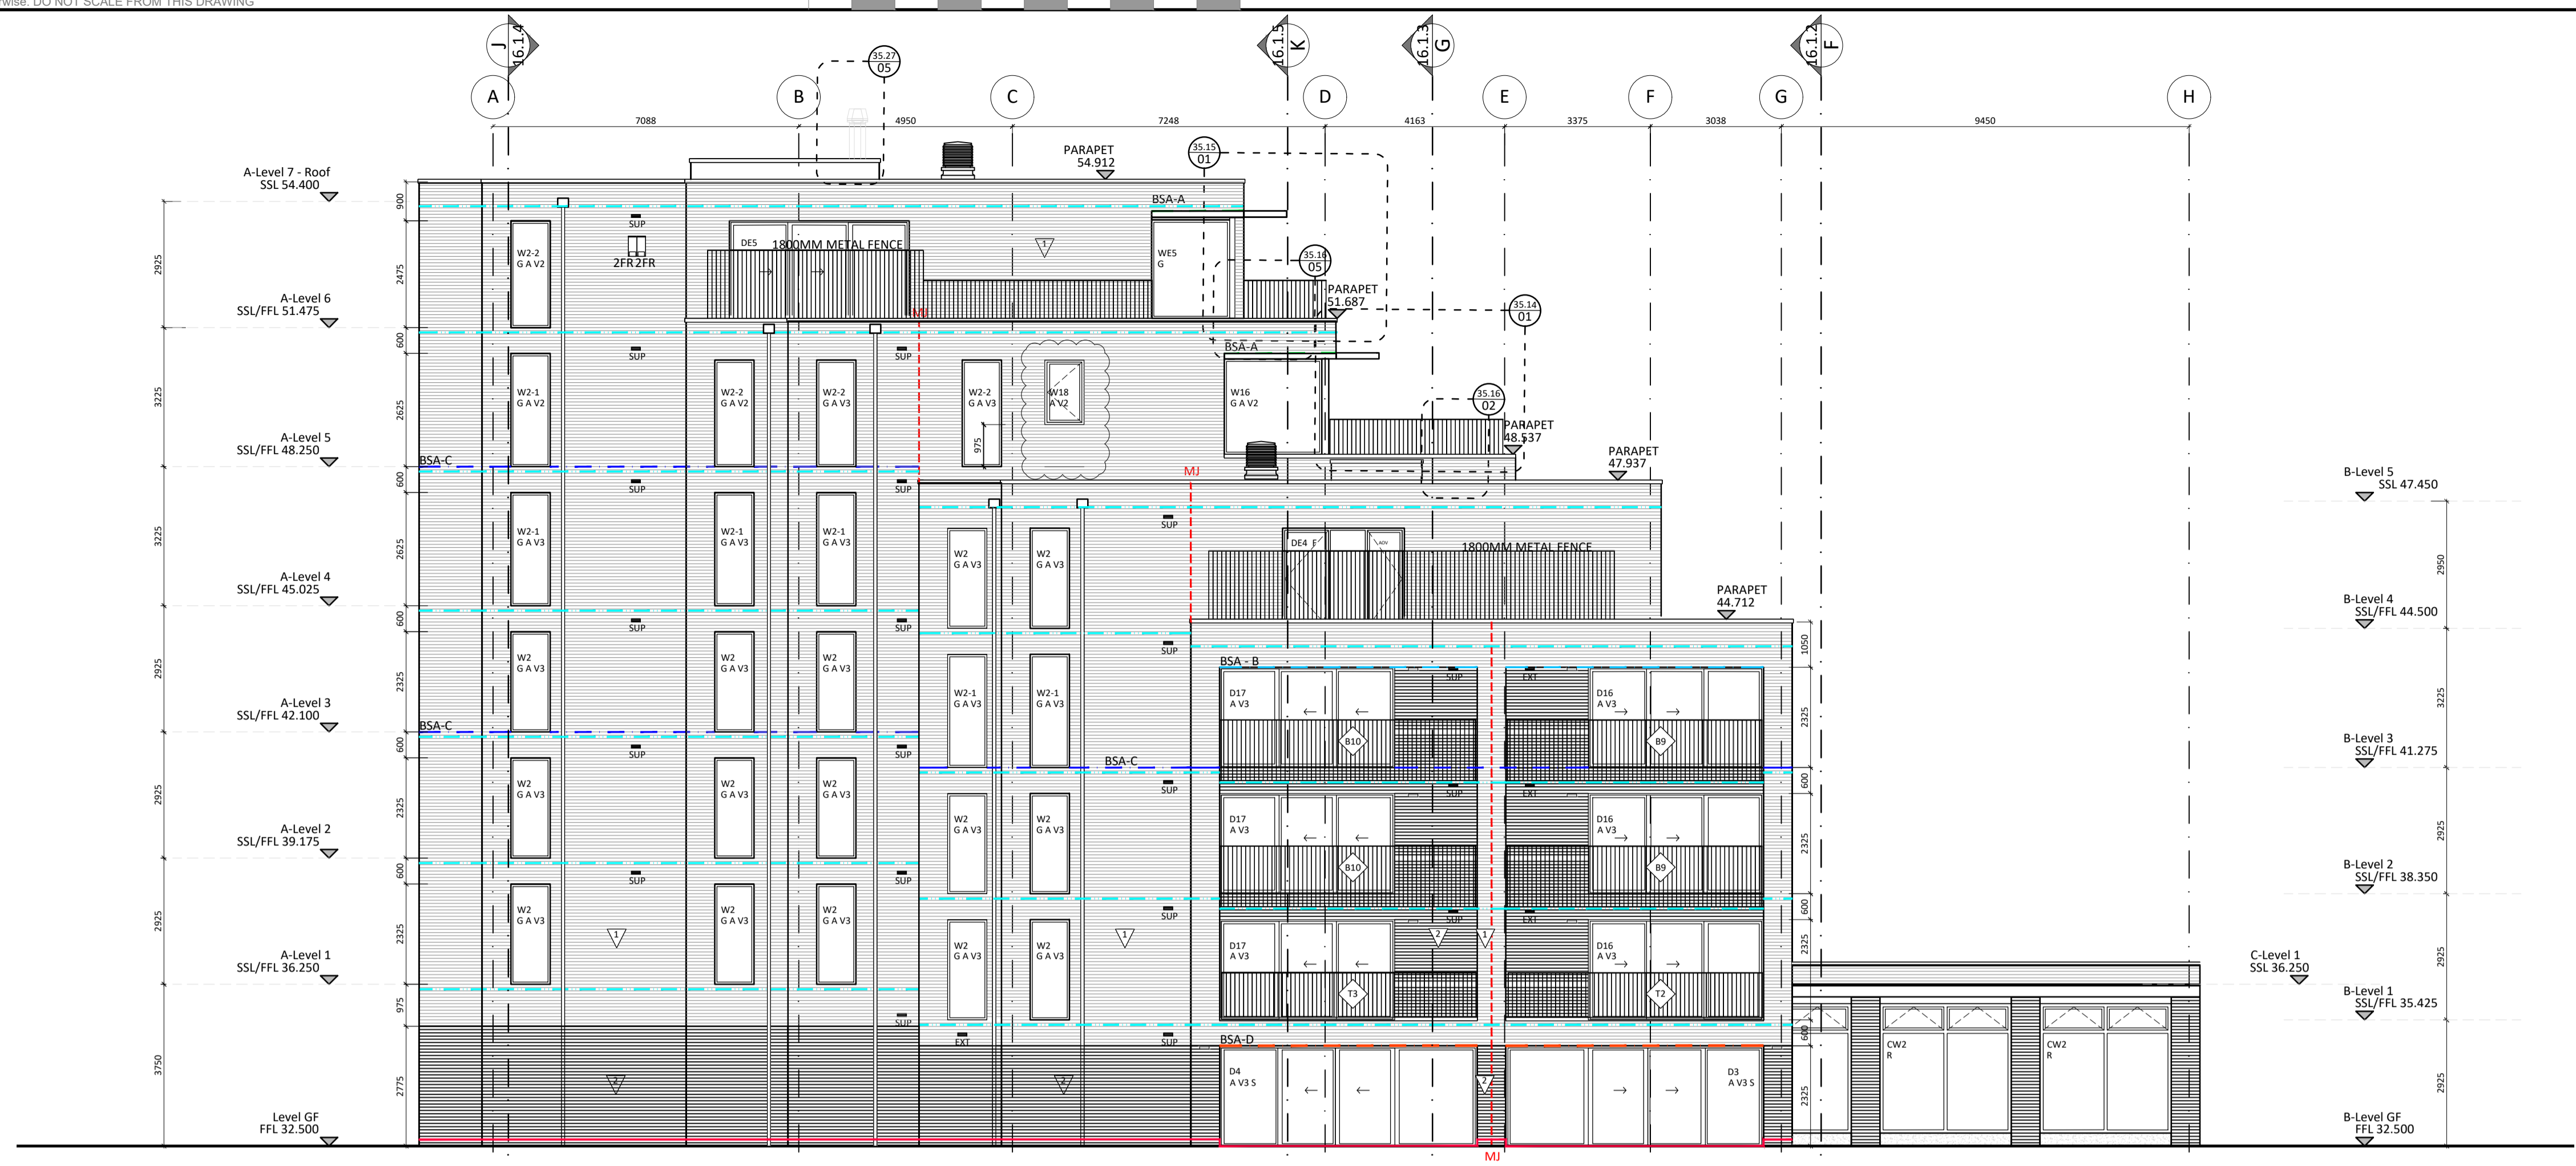 rwise. DO NOT SCALE FROM THIS DRAWING
J
16.1.4
16.1.5
K
16.1.3
G
16.1.2
F
35.27
05
A
B
C
D
E
F
G
H
7088
4950
7248
4163
3375
3038
9450
A-Level 7 - Roof
SSL 54.400
A-Level 6
SSL/FFL 51.475
A-Level 5
SSL/FFL 48.250
A-Level 4
SSL/FFL 45.025
A-Level 3
SSL/FFL 42.100
A-Level 2
SSL/FFL 39.175
A-Level 1
SSL/FFL 36.250
Level GF
FFL 32.500
2925
3225
3225
2925
2925
2925
3750
900
2475
600
2625
600
2625
600
2325
600
2325
600
2325
975
2775
PARAPET
54.912
35.15
01
BSA-A
SUP
2FR 2FR
W2-2
G A V2
DE5
1800MM METAL FENCE
1
WE5
G
35.16
05
PARAPET
51.687
35.14
01
MJ
SUP
SUP
BSA-A
W2-1
G A V2
W2-2
G A V2
W2-2
G A V3
W2-2
G A V3
W18
A V2
W16
G A V2
975
35.16
02
PARAPET
48.537
PARAPET
47.937
BSA-C
SUP
SUP
MJ
W2-1
G A V3
W2-1
G A V3
W2-1
G A V3
SUP
W2
G A V3
W2
G A V3
DE4 F
AOV
1800MM METAL FENCE
PARAPET
44.712
SUP
SUP
SUP
W2
G A V3
W2
G A V3
W2
G A V3
BSA - B
SUP
EXT
W2-1
G A V3
W2-1
G A V3
D17
A V3
D16
A V3
B10
B9
BSA-C
SUP
SUP
BSA-C
SUP
SUP
EXT
W2
G A V3
W2
G A V3
W2
G A V3
W2
G A V3
W2
G A V3
D17
A V3
D16
A V3
B10
B9
SUP
SUP
SUP
SUP
EXT
W2
G A V3
W2
G A V3
W2
G A V3
1
W2
G A V3
W2
G A V3
1
D17
A V3
2
1
D16
A V3
T3
T2
SUP
EXT
SUP
BSA-D
2
2
D4
A V3 S
2
D3
A V3 S
MJ
CW2
R
CW2
R
1050
2325
600
2325
600
2325
600
2325
C-Level 1
SSL 36.250
B-Level 5
SSL 47.450
B-Level 4
SSL/FFL 44.500
B-Level 3
SSL/FFL 41.275
B-Level 2
SSL/FFL 38.350
B-Level 1
SSL/FFL 35.425
B-Level GF
FFL 32.500
2950
3225
2925
2925
2925